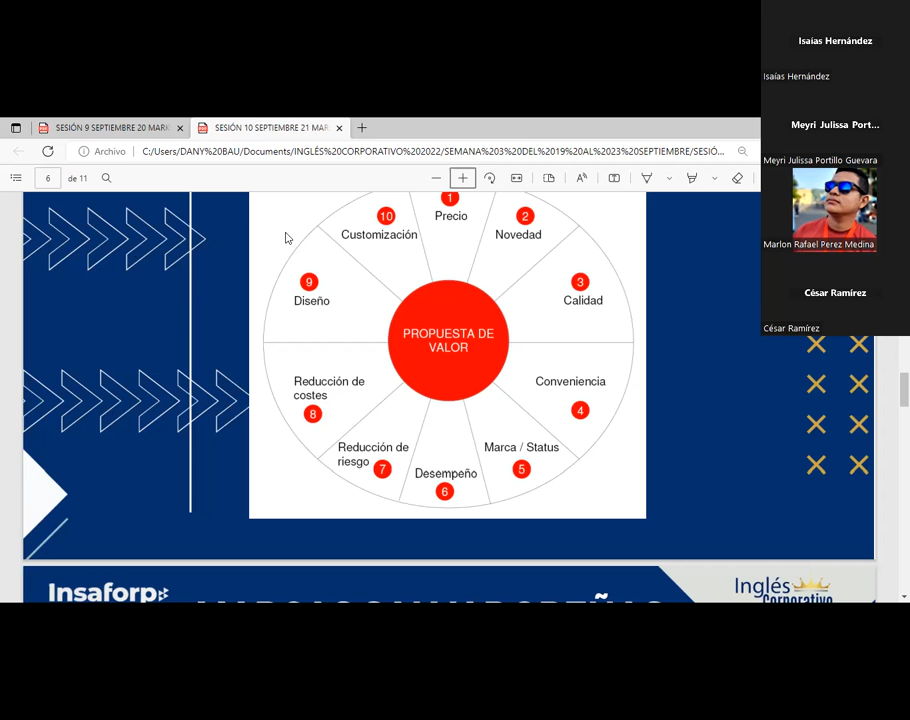 Isaías Hernández
Isaías Hernández
Meyri Julissa Port...
Meyri Julissa Portillo Guevara
Marlon Rafael Perez Medina
César Ramírez
César Ramírez
SESIÓN 9 SEPTIEMBRE 20 MARK
SESIÓN 10 SEPTIEMBRE 21 MAR
Archivo C:/Users/DANY%20BAU/Documents/INGLÉS%20CORPORATIVO%202022/SEMANA%203%20DEL%2019%20AL%2023%20SEPTIEMBRE/SESIÓ...
6 de 11
1
Precio
2
Novedad
3
Calidad
Conveniencia
4
Marca / Status
5
Desempeño
6
Reducción de
riesgo 7
Reducción de
costes
8
9
Diseño
10
Customización
PROPUESTA DE
VALOR
Insaforp
Inglés
Corporativo